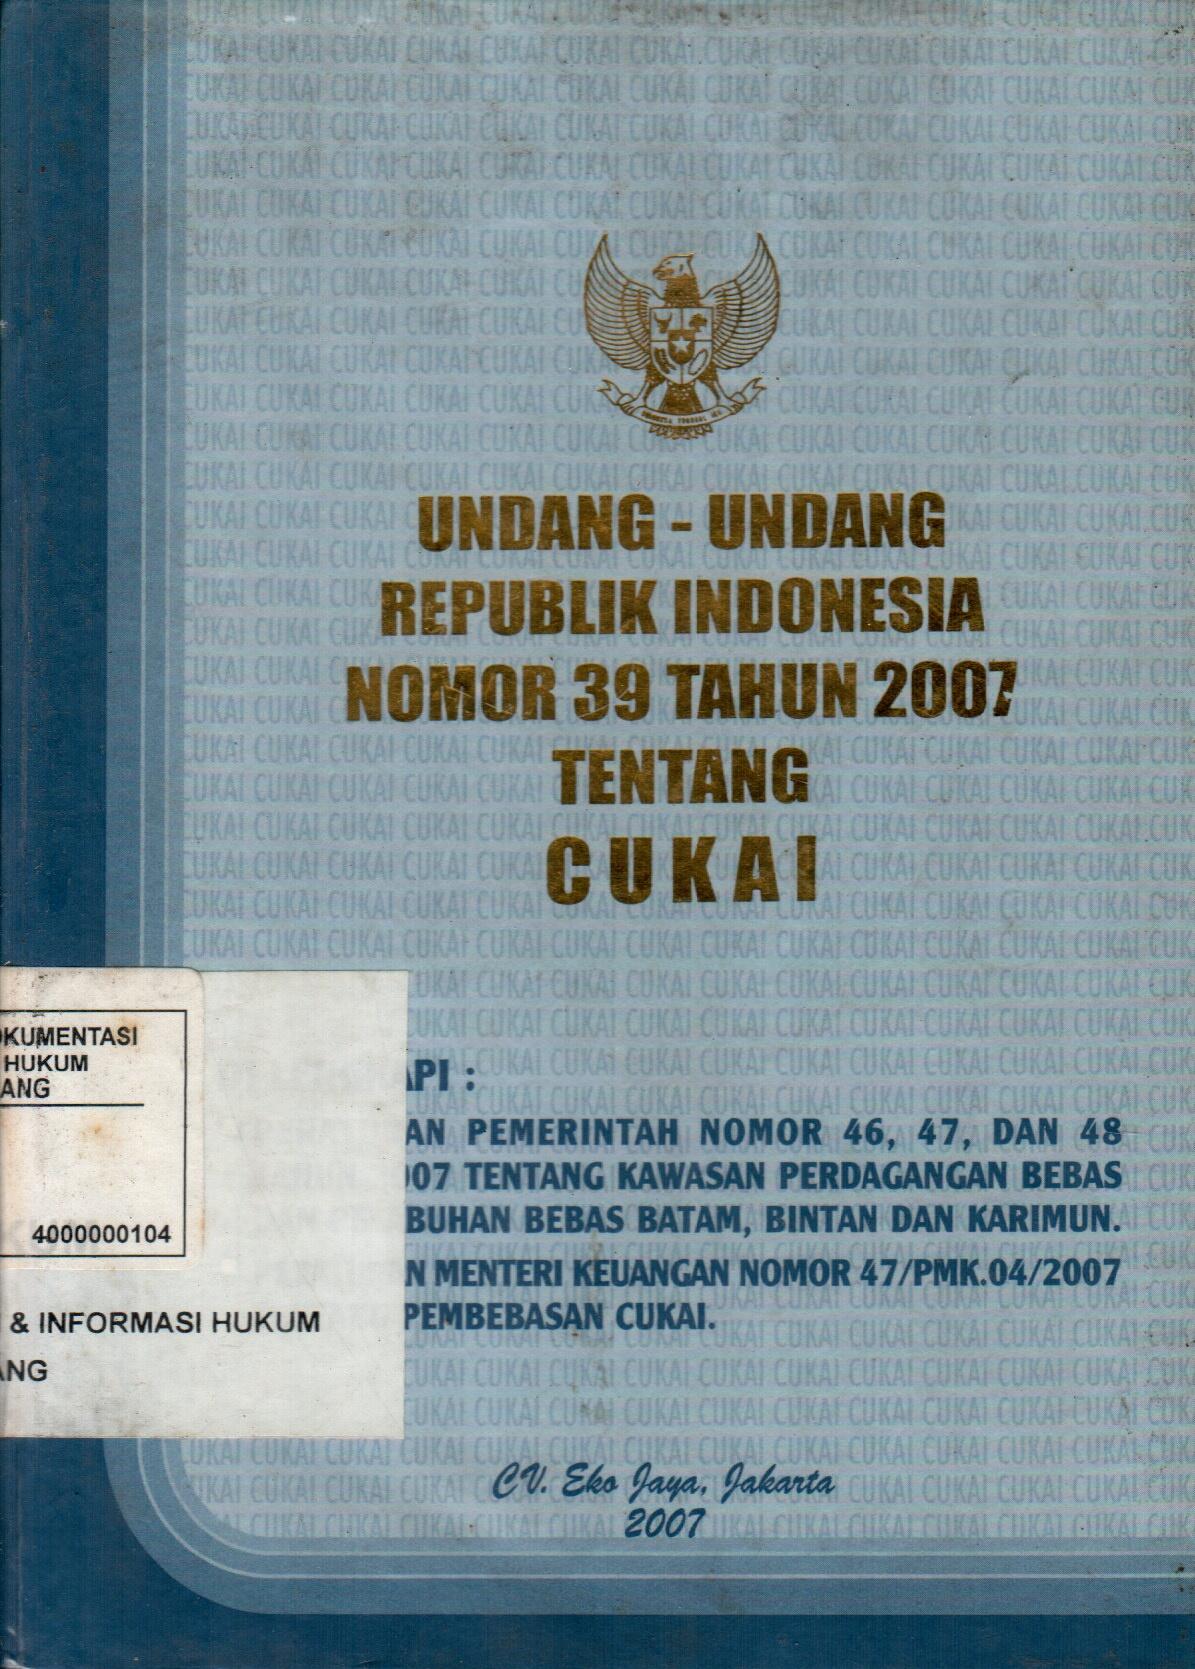 UNDANG - UNDANG
REPUBLIK INDONESIA
NOMOR 39 TAHUN 2007
TENTANG
CUKAI
OKUMENTASI
HUKUM
ANG
4000000104
& INFORMASI HUKUM
ANG
API :
AN PEMERINTAH NOMOR 46, 47, DAN 48
007 TENTANG KAWASAN PERDAGANGAN BEBAS
BUHAN BEBAS BATAM, BINTAN DAN KARIMUN.
N MENTERI KEUANGAN NOMOR 47/PMK.04/2007
PEMBEBASAN CUKAI.
CV. Eko Jaya, Jakarta
2007